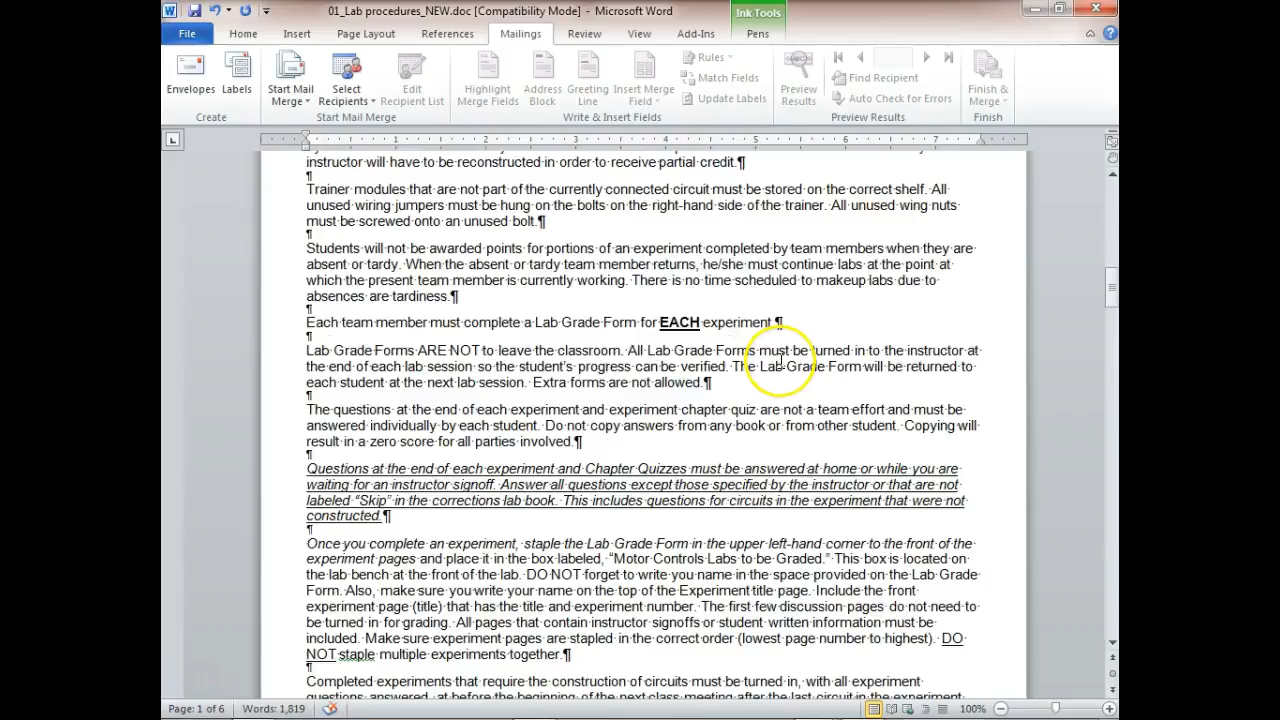 01_Lab procedures_NEW.doc [Compatibility Mode] - Microsoft Word
Ink Tools
File Home Insert Page Layout References Mailings Review View Add-Ins Pens
Envelopes Labels Start Mail Merge Select Recipients Edit Recipient List Highlight Merge Fields Address Block Greeting Line Insert Merge Field Rules Match Fields Update Labels Preview Results Find Recipient Auto Check for Errors Finish & Merge
Create Start Mail Merge Write & Insert Fields Preview Results Finish
1 2 3 4 5 6 7
instructor will have to be reconstructed in order to receive partial credit.¶
¶
Trainer modules that are not part of the currently connected circuit must be stored on the correct shelf. All
unused wiring jumpers must be hung on the bolts on the right-hand side of the trainer. All unused wing nuts
must be screwed onto an unused bolt.¶
¶
Students will not be awarded points for portions of an experiment completed by team members when they are
absent or tardy. When the absent or tardy team member returns, he/she must continue labs at the point at
which the present team member is currently working. There is no time scheduled to makeup labs due to
absences are tardiness.¶
¶
Each team member must complete a Lab Grade Form for EACH experiment ¶
¶
Lab Grade Forms ARE NOT to leave the classroom. All Lab Grade Forms must be turned in to the instructor at
the end of each lab session so the student's progress can be verified. The Lab Grade Form will be returned to
each student at the next lab session. Extra forms are not allowed.¶
¶
The questions at the end of each experiment and experiment chapter quiz are not a team effort and must be
answered individually by each student. Do not copy answers from any book or from other student. Copying will
result in a zero score for all parties involved.¶
¶
Questions at the end of each experiment and Chapter Quizzes must be answered at home or while you are
waiting for an instructor signoff. Answer all questions except those specified by the instructor or that are not
labeled “Skip” in the corrections lab book. This includes questions for circuits in the experiment that were not
constructed.¶
¶
Once you complete an experiment, staple the Lab Grade Form in the upper left-hand corner to the front of the
experiment pages and place it in the box labeled, “Motor Controls Labs to be Graded.” This box is located on
the lab bench at the front of the lab. DO NOT forget to write you name in the space provided on the Lab Grade
Form. Also, make sure you write your name on the top of the Experiment title page. Include the front
experiment page (title) that has the title and experiment number. The first few discussion pages do not need to
be turned in for grading. All pages that contain instructor signoffs or student written information must be
included. Make sure experiment pages are stapled in the correct order (lowest page number to highest). DO
NOT staple multiple experiments together.¶
¶
Completed experiments that require the construction of circuits must be turned in, with all experiment
questions answered, at before the beginning of the next class meeting after the last circuit in the experiment
Page: 1 of 6 Words: 1,819 100%